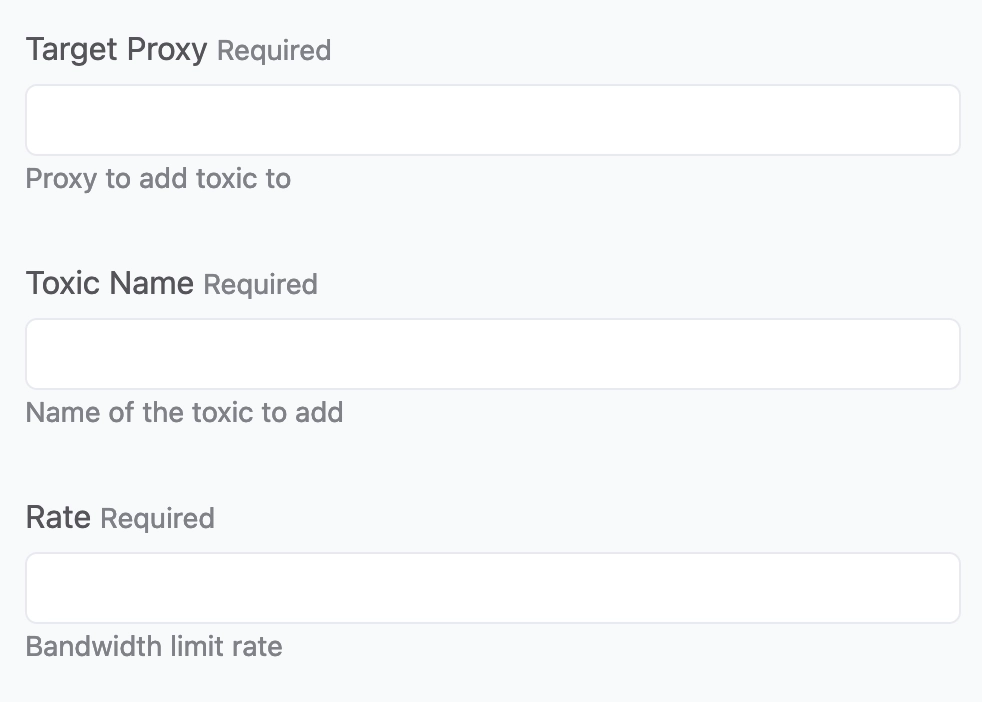 Target Proxy Required
Proxy to add toxic to
Toxic Name Required
Name of the toxic to add
Rate Required
Bandwidth limit rate